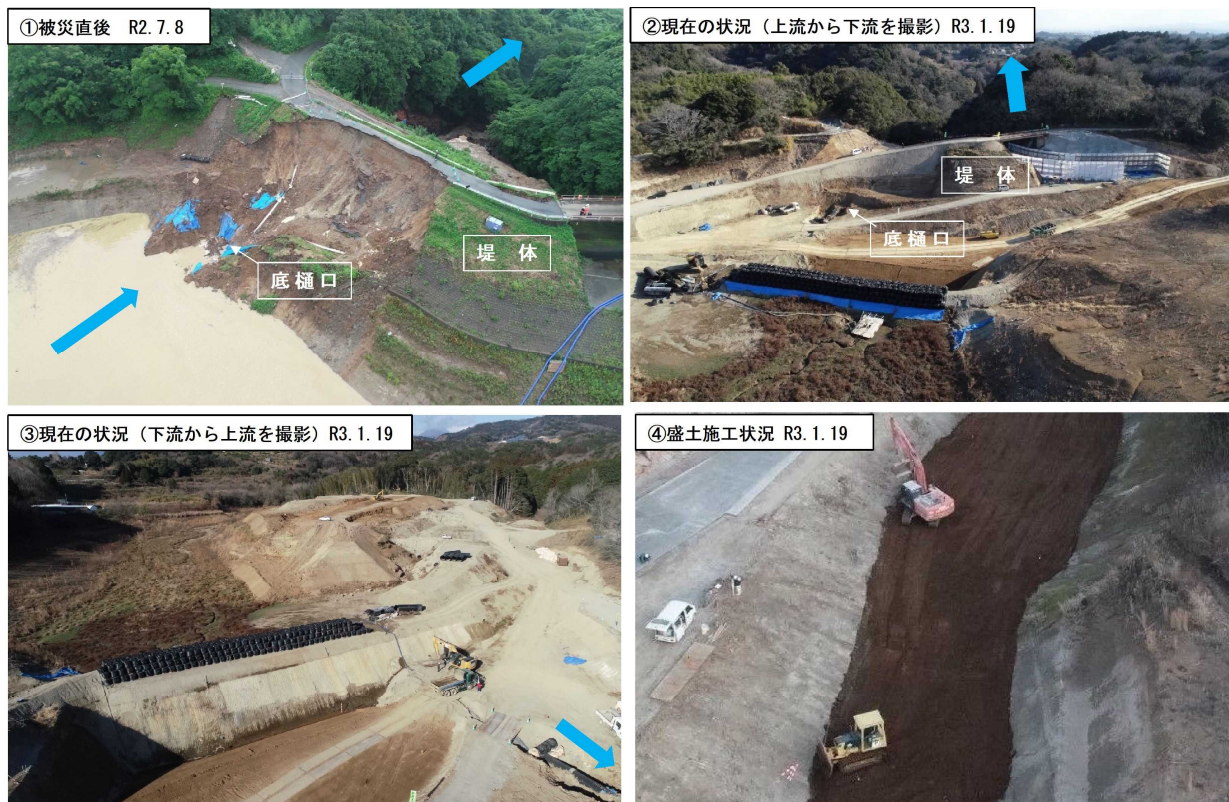 ①被災直後 R2.7.8
堤 体
底樋口
②現在の状況（上流から下流を撮影）R3.1.19
堤 体
底樋口
③現在の状況（下流から上流を撮影）R3.1.19
④盛土施工状況 R3.1.19